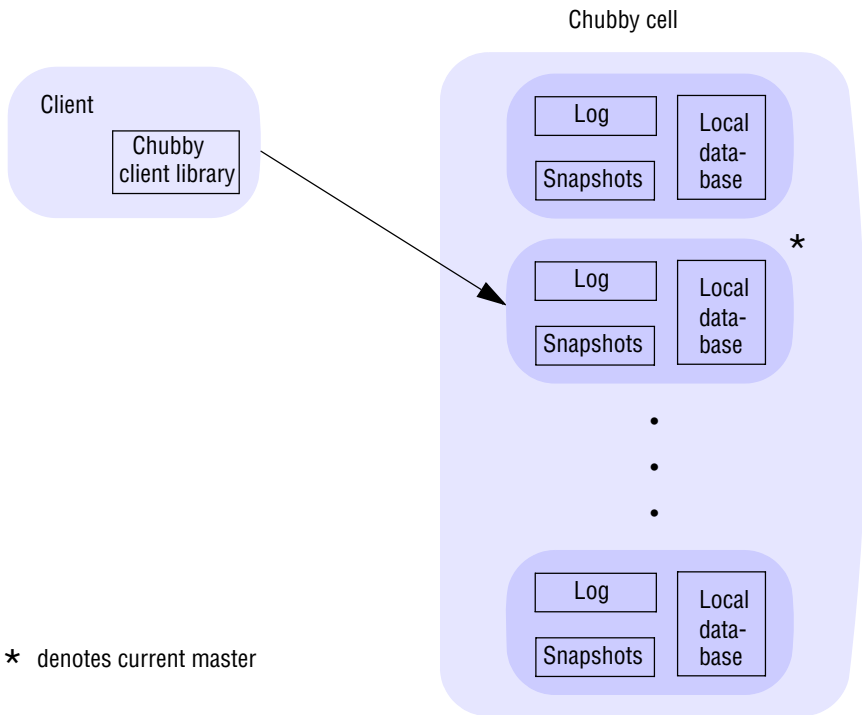 Chubby cell
Client
Chubby
client library
Log
Snapshots
Local
data-
base
*
Log
Snapshots
Local
data-
base
Log
Snapshots
Local
data-
base
* denotes current master